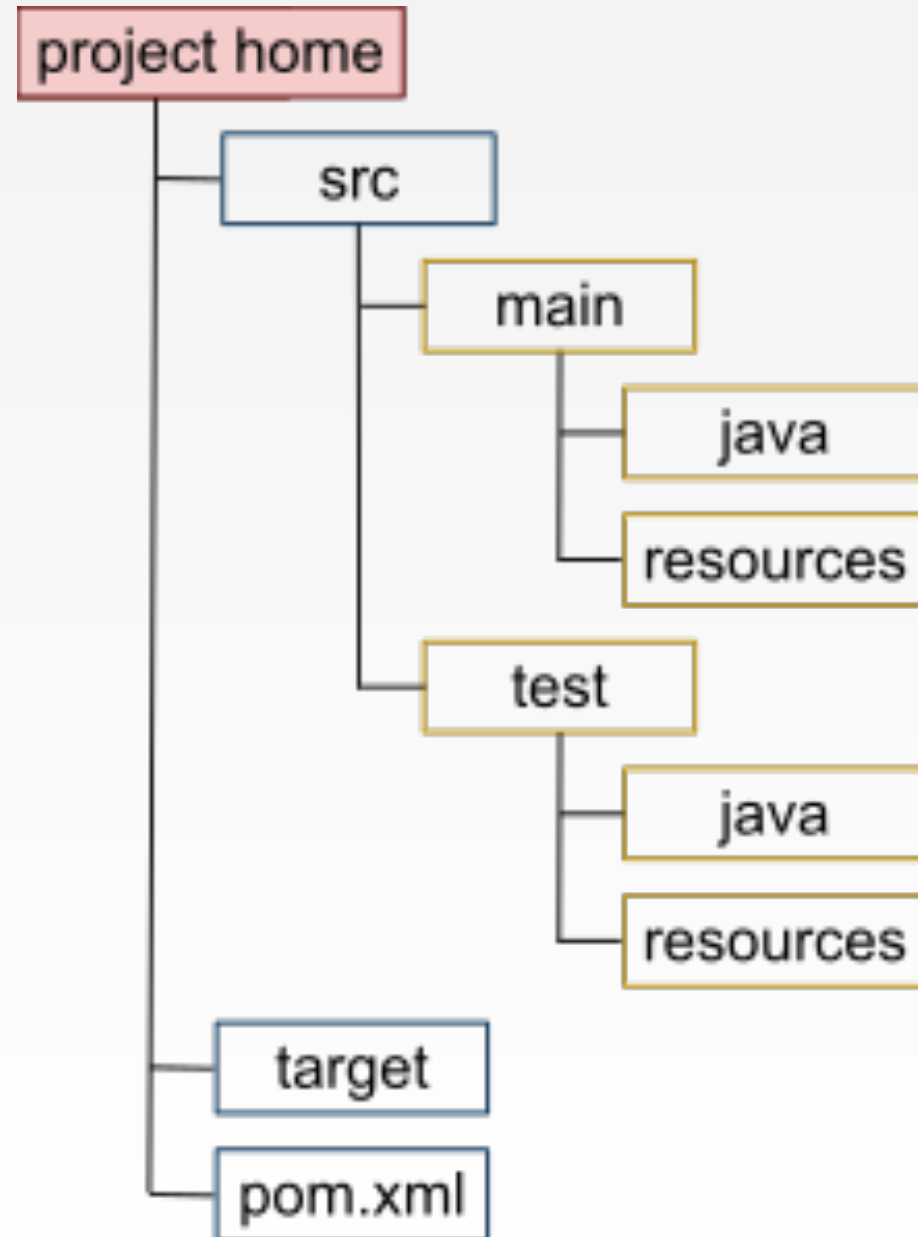 project home
src
main
java
resources
test
java
resources
target
pom.xml